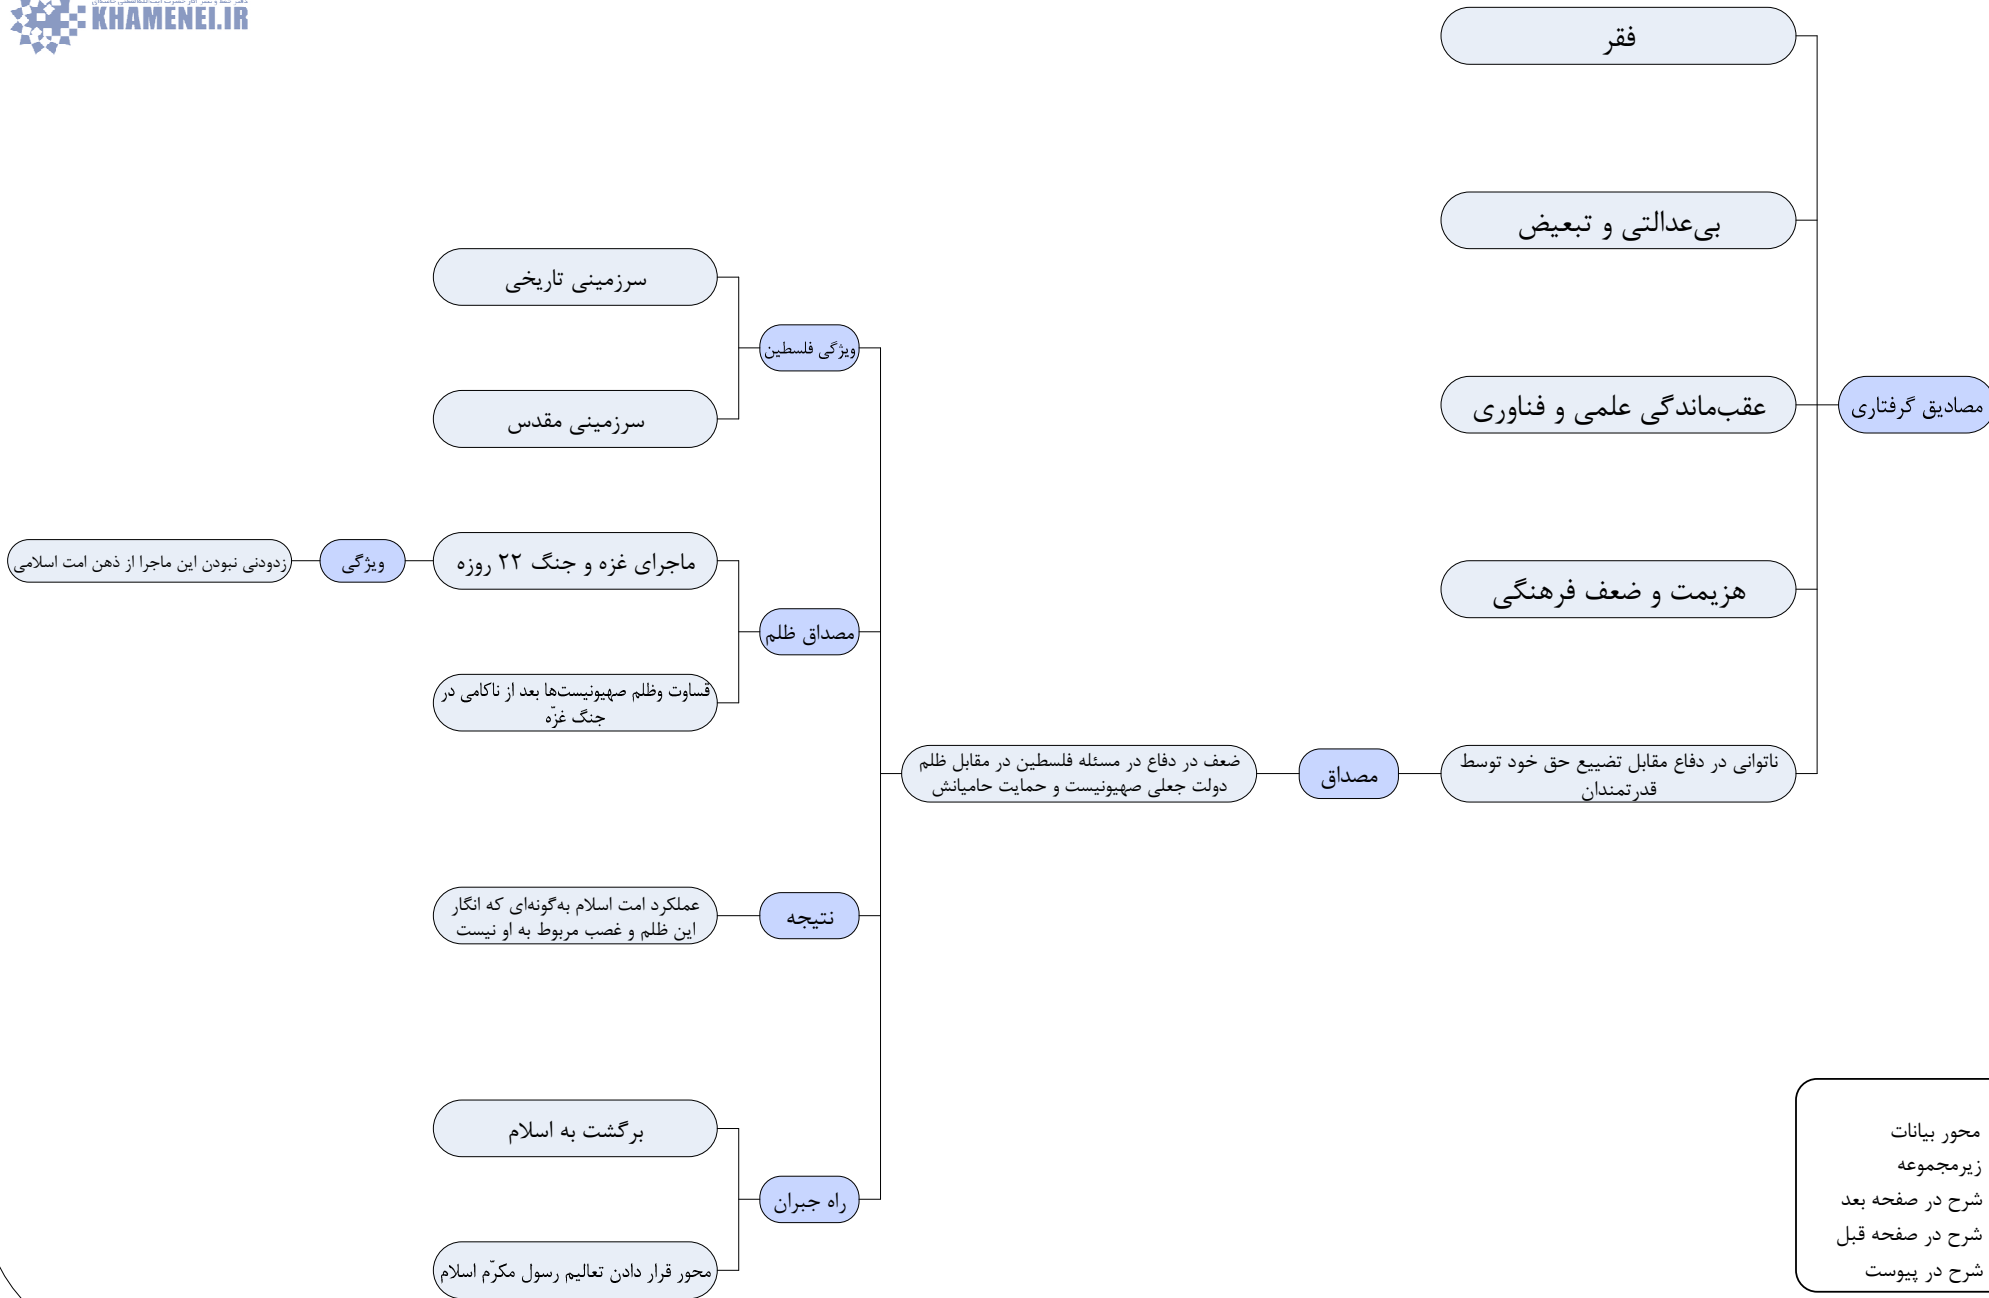 KHAMENEI.IR
مصادیق گرفتاری
فقر
بی‌عدالتی و تبعیض
عقب‌ماندگی علمی و فناوری
هزیمت و ضعف فرهنگی
ناتوانی در دفاع مقابل تضییع حق خود توسط
قدرتمندان
مصداق
ضعف در دفاع در مسئله فلسطین در مقابل ظلم
دولت جعلی صهیونیست و حمایت حامیانش
ویژگی فلسطین
سرزمینی تاریخی
سرزمینی مقدس
مصداق ظلم
ماجرای غزه و جنگ ۲۲ روزه
ویژگی
زدودنی نبودن این ماجرا از ذهن امت اسلامی
قساوت وظلم صهیونیست‌ها بعد از ناکامی در
جنگ غزّه
نتیجه
عملکرد امت اسلام به‌گونه‌ای که انگار
این ظلم و غصب مربوط به او نیست
راه جبران
برگشت به اسلام
محور قرار دادن تعالیم رسول مکرّم اسلام
محور بیانات
زیرمجموعه
شرح در صفحه بعد
شرح در صفحه قبل
شرح در پیوست